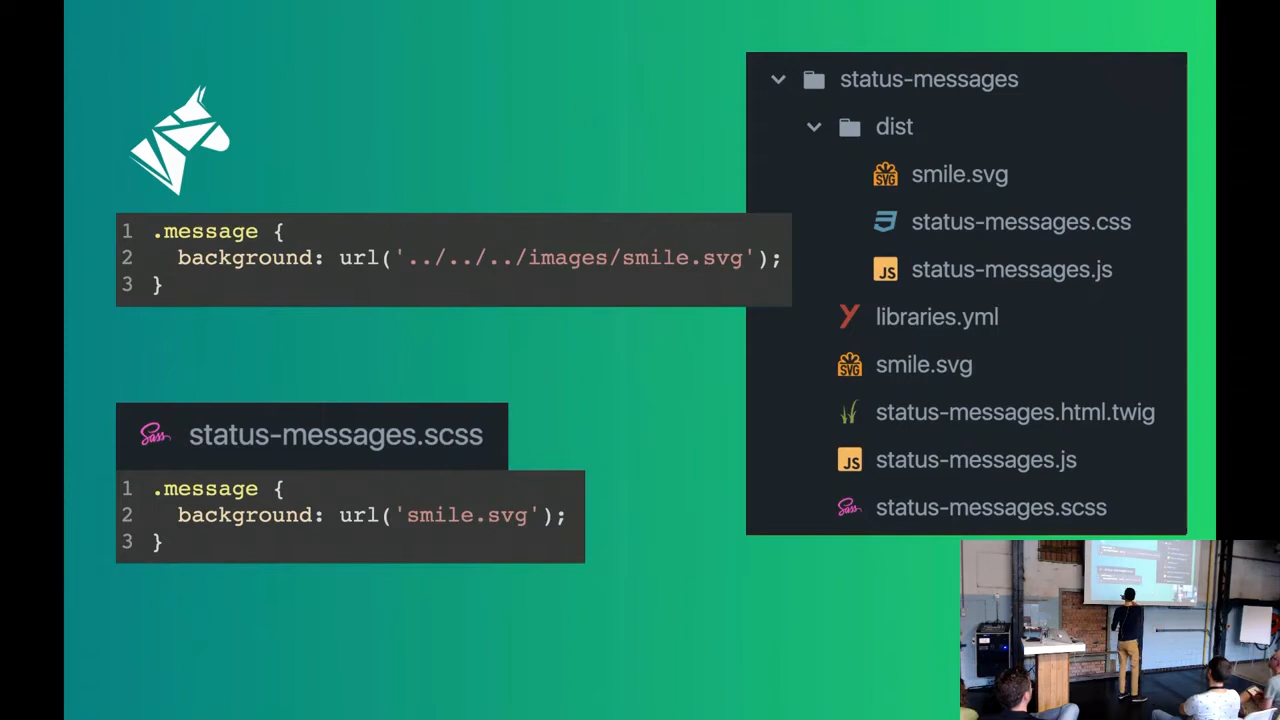 1 .message {
2 background: url('../../../images/smile.svg');
3 }
status-messages.scss
1 .message {
2 background: url('smile.svg');
3 }
status-messages
dist
smile.svg
status-messages.css
JS status-messages.js
libraries.yml
smile.svg
status-messages.html.twig
JS status-messages.js
status-messages.scss